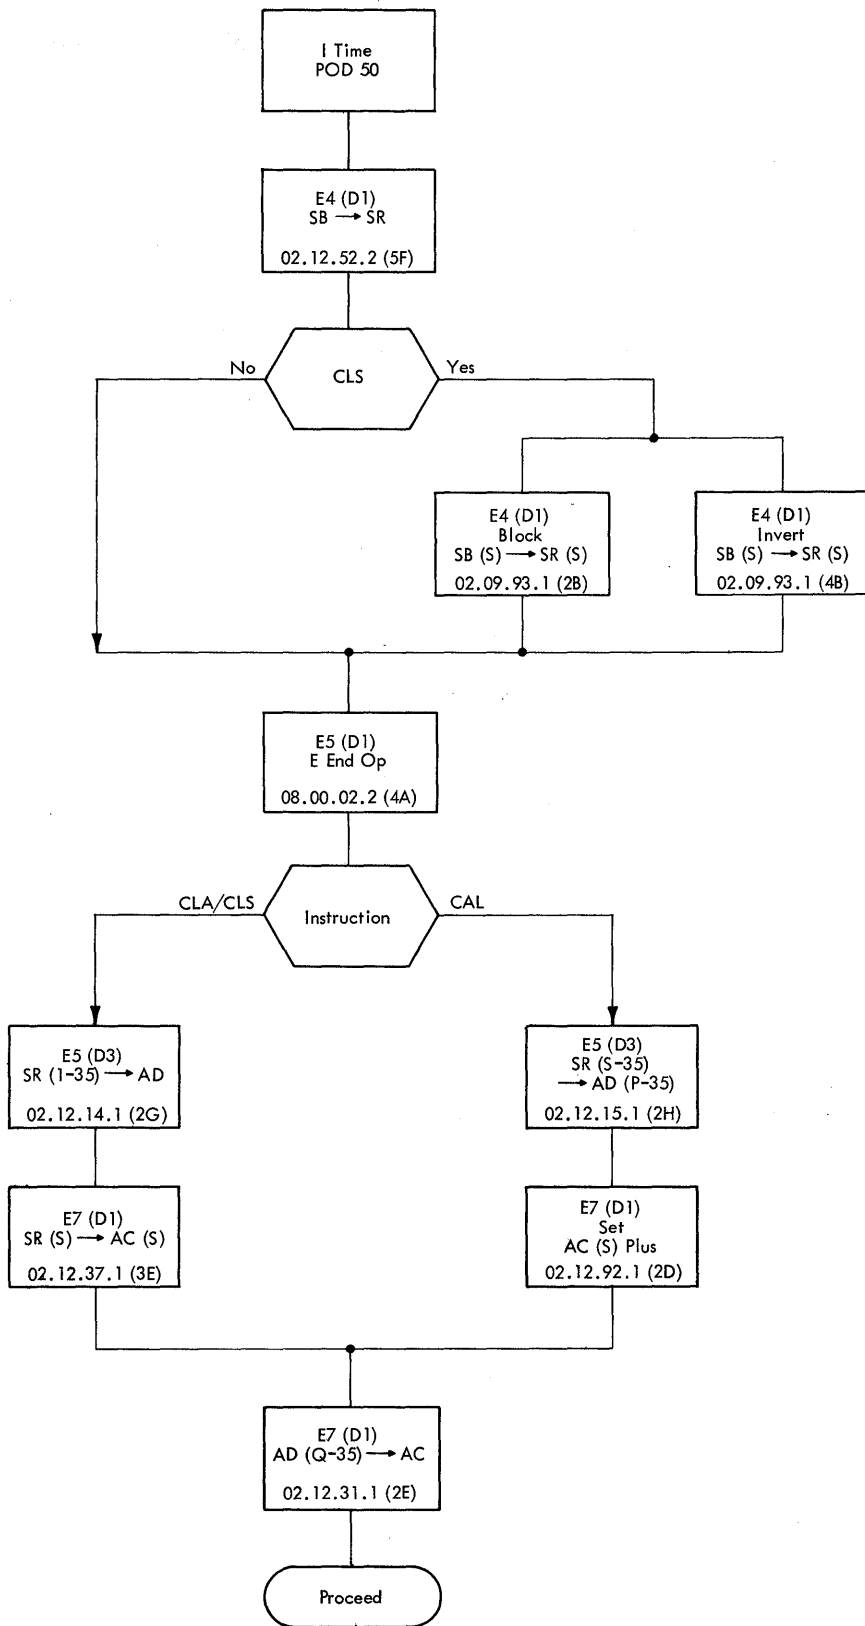 I Time
POD 50
E4 (D1)
SB → SR
02.12.52.2 (5F)
No
CLS
Yes
E4 (D1)
Block
SB (S) → SR (S)
02.09.93.1 (2B)
E4 (D1)
Invert
SB (S) → SR (S)
02.09.93.1 (4B)
E5 (D1)
E End Op
08.00.02.2 (4A)
CLA/CLS
Instruction
CAL
E5 (D3)
SR (1-35) → AD
02.12.14.1 (2G)
E5 (D3)
SR (S-35)
→ AD (P-35)
02.12.15.1 (2H)
E7 (D1)
SR (S) → AC (S)
02.12.37.1 (3E)
E7 (D1)
Set
AC (S) Plus
02.12.92.1 (2D)
E7 (D1)
AD (Q-35) → AC
02.12.31.1 (2E)
Proceed